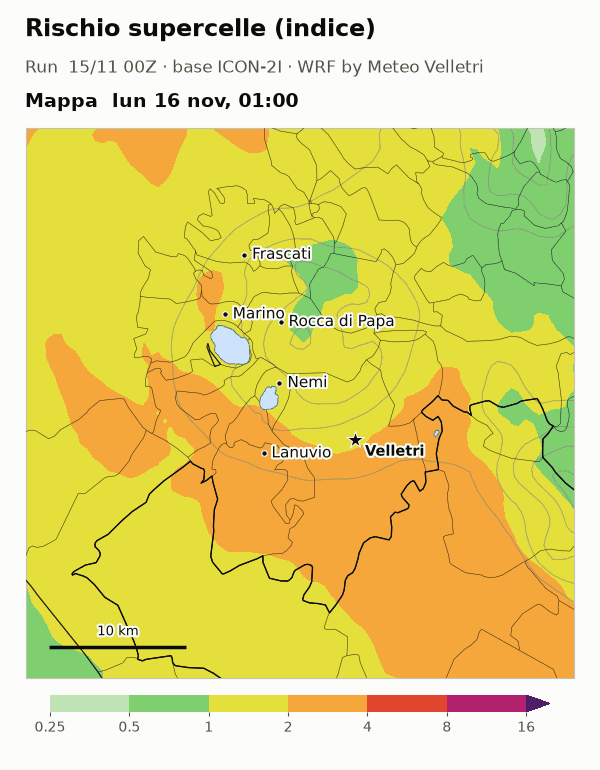 Rischio supercelle (indice)
Run  15/11 00Z · base ICON-2I · WRF by Meteo Velletri
Mappa  lun 16 nov, 01:00
Frascati
Marino
Rocca di Papa
Nemi
Velletri
Lanuvio
10 km
0.25 0.5 1 2 4 8 16